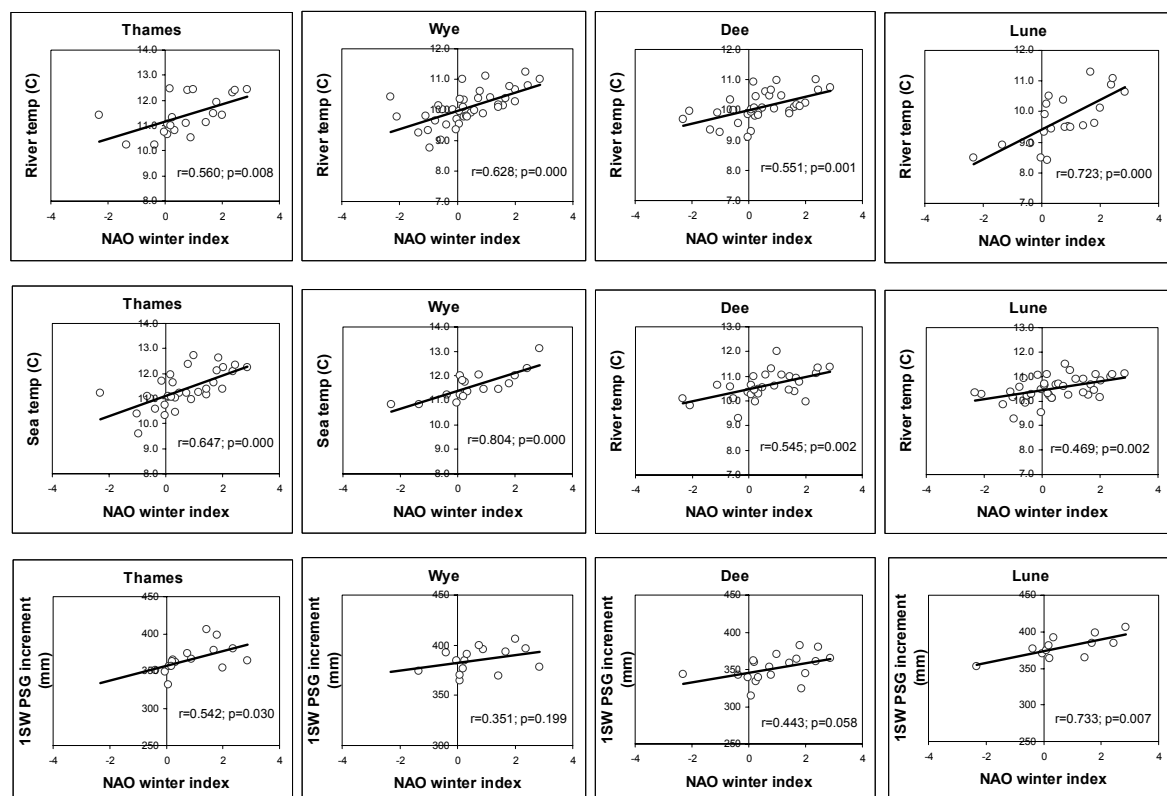 Thames
River temp (C)
14.0
13.0
12.0
11.0
10.0
9.0
8.0
r=0.560; p=0.008
-4 -2 0 2 4
NAO winter index
Wye
River temp (C)
12.0
11.0
10.0
9.0
8.0
7.0
r=0.628; p=0.000
-4 -2 0 2 4
NAO winter index
Dee
River temp (C)
12.0
11.0
10.0
9.0
8.0
7.0
r=0.551; p=0.001
-4 -2 0 2 4
NAO winter index
Lune
River temp (C)
12.0
11.0
10.0
9.0
8.0
7.0
r=0.723; p=0.000
-4 -2 0 2 4
NAO winter index
Thames
Sea temp (C)
14.0
13.0
12.0
11.0
10.0
9.0
8.0
r=0.647; p=0.000
-4 -2 0 2 4
NAO winter index
Wye
Sea temp (C)
14.0
13.0
12.0
11.0
10.0
9.0
8.0
r=0.804; p=0.000
-4 -2 0 2 4
NAO winter index
Dee
River temp (C)
13.0
12.0
11.0
10.0
9.0
8.0
7.0
r=0.545; p=0.002
-4 -2 0 2 4
NAO winter index
Lune
River temp (C)
13.0
12.0
11.0
10.0
9.0
8.0
7.0
r=0.469; p=0.002
-4 -2 0 2 4
NAO winter index
Thames
1SW PSG increment
(mm)
450
400
350
300
250
r=0.542; p=0.030
-4 -2 0 2 4
NAO winter index
Wye
1SW PSG increment
(mm)
450
400
350
300
r=0.351; p=0.199
-4 -2 0 2 4
NAO winter index
Dee
1SW PSG increment
(mm)
450
400
350
300
250
r=0.443; p=0.058
-4 -2 0 2 4
NAO winter index
Lune
1SW PSG increment
(mm)
450
400
350
300
250
r=0.733; p=0.007
-4 -2 0 2 4
NAO winter index